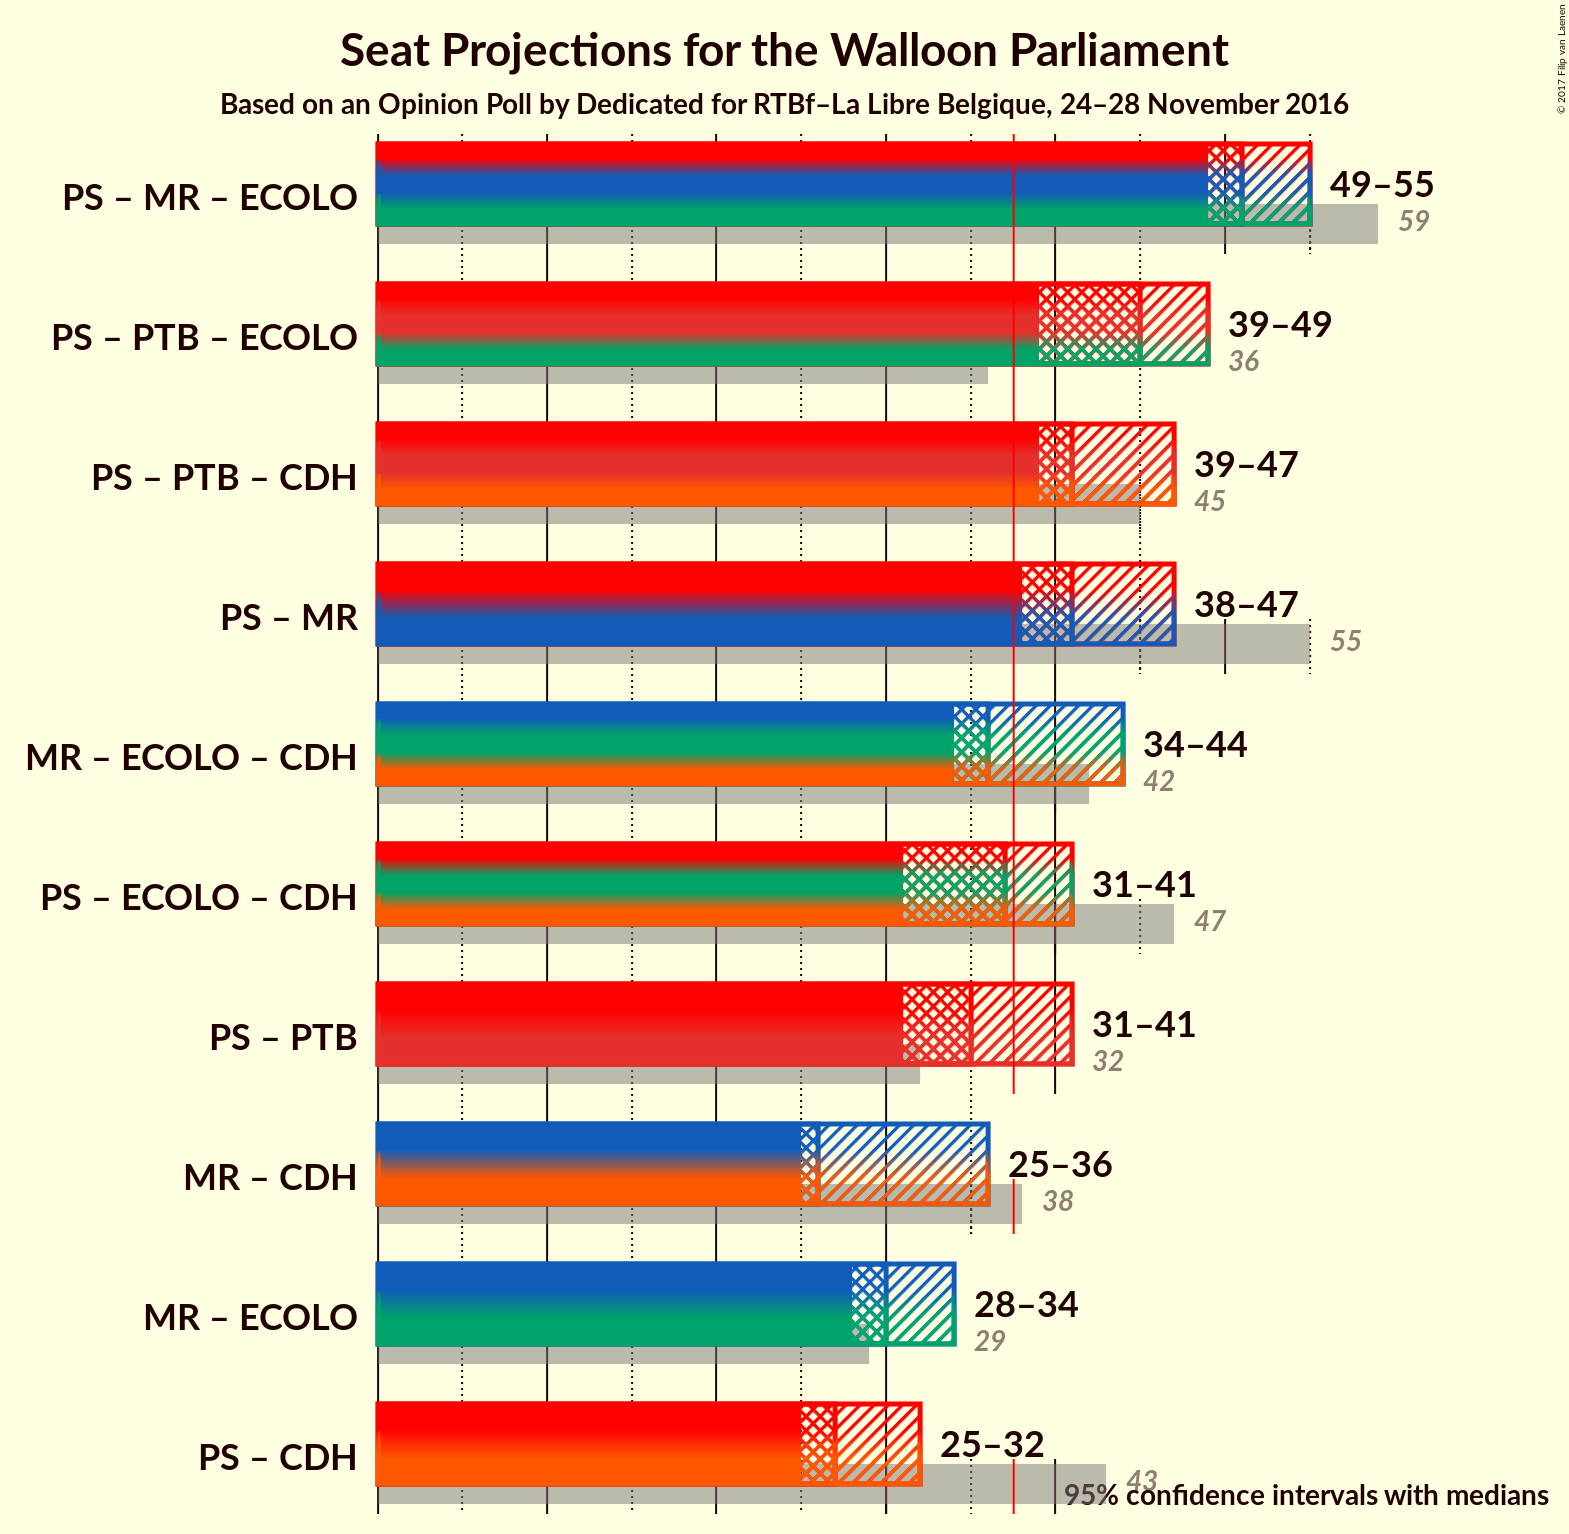 Seat Projections for the Walloon Parliament
Based on an Opinion Poll by Dedicated for RTBf–La Libre Belgique, 24–28 November 2016
© 2017 Filip van Laenen
PS – MR – ECOLO
49–55
59
PS – PTB – ECOLO
39–49
36
PS – PTB – CDH
39–47
45
PS – MR
38–47
55
MR – ECOLO – CDH
34–44
42
PS – ECOLO – CDH
31–41
47
PS – PTB
31–41
32
MR – CDH
25–36
38
MR – ECOLO
28–34
29
PS – CDH
25–32
43
95% confidence intervals with medians